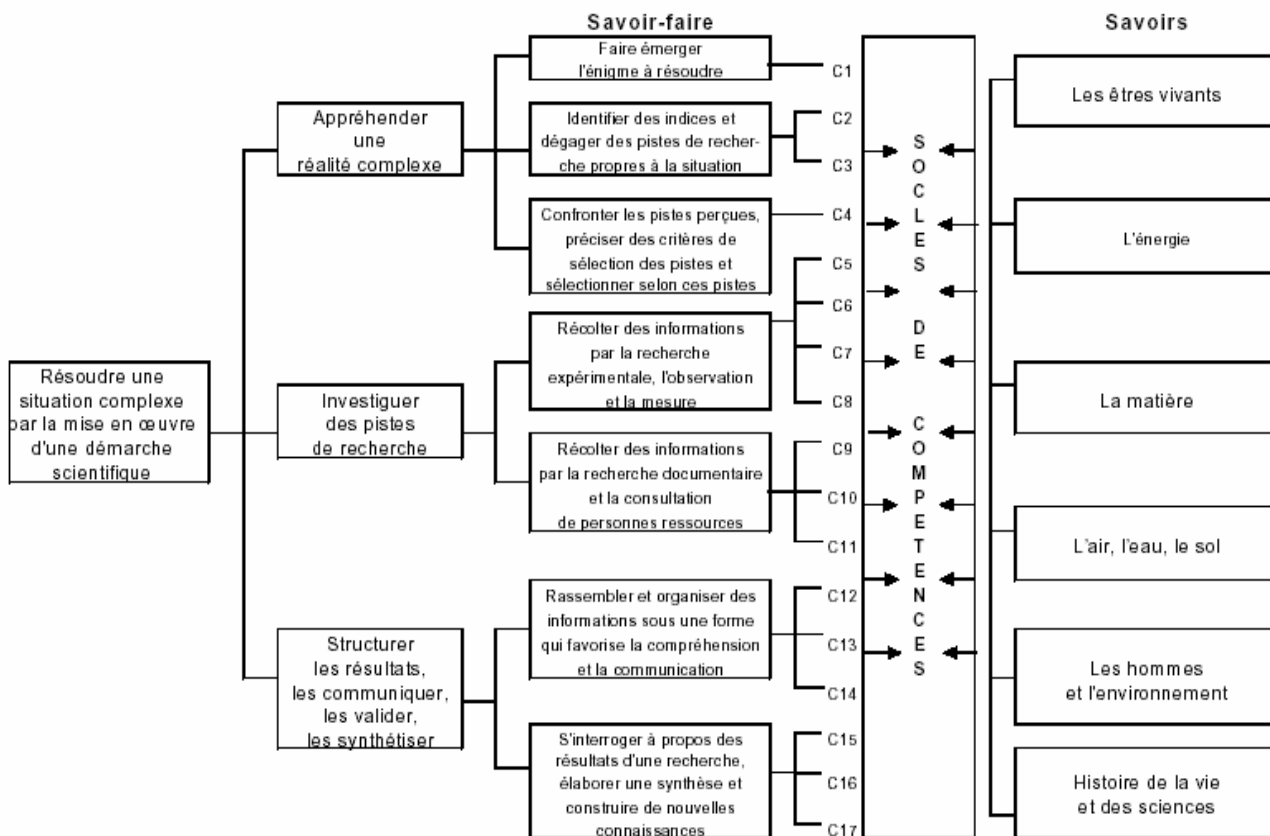 Savoir-faire
Savoirs
Résoudre une
situation complexe
par la mise en œuvre
d'une démarche
scientifique
Appréhender
une
réalité complexe
Investiguer
des pistes
de recherche
Structurer
les résultats,
les communiquer,
les valider,
les synthétiser
Faire émerger
l'énigme à résoudre
Identifier des indices et
dégager des pistes de recher-
che propres à la situation
Confronter les pistes perçues,
préciser des critères de
sélection des pistes et
sélectionner selon ces pistes
Récolter des informations
par la recherche
expérimentale, l'observation
et la mesure
Récolter des informations
par la recherche documentaire
et la consultation
de personnes ressources
Rassembler et organiser des
informations sous une forme
qui favorise la compréhension
et la communication
S'interroger à propos des
résultats d'une recherche,
élaborer une synthèse et
construire de nouvelles
connaissances
C1
C2
C3
C4
C5
C6
C7
C8
C9
C10
C11
C12
C13
C14
C15
C16
C17
SOCLES DE COMPETENCES
Les êtres vivants
L'énergie
La matière
L'air, l'eau, le sol
Les hommes
et l'environnement
Histoire de la vie
et des sciences